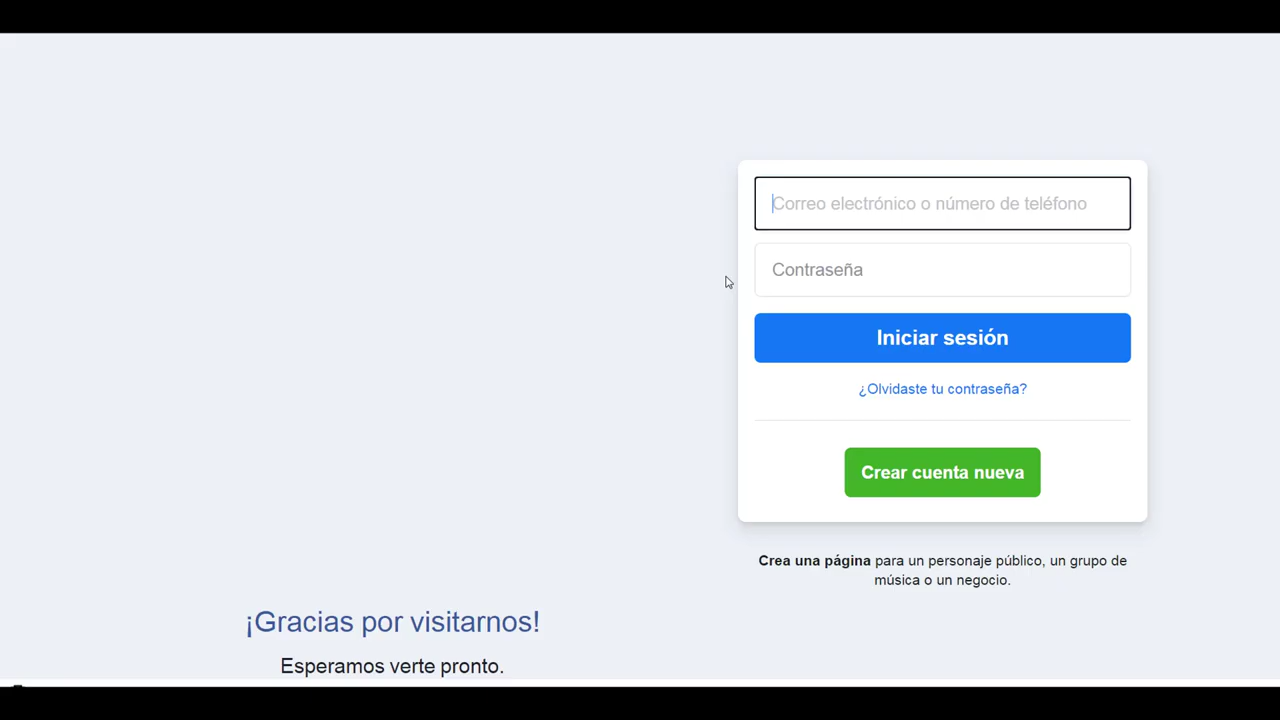 Correo electrónico o número de teléfono
Contraseña
Iniciar sesión
¿Olvidaste tu contraseña?
Crear cuenta nueva
Crea una página para un personaje público, un grupo de
música o un negocio.
¡Gracias por visitarnos!
Esperamos verte pronto.